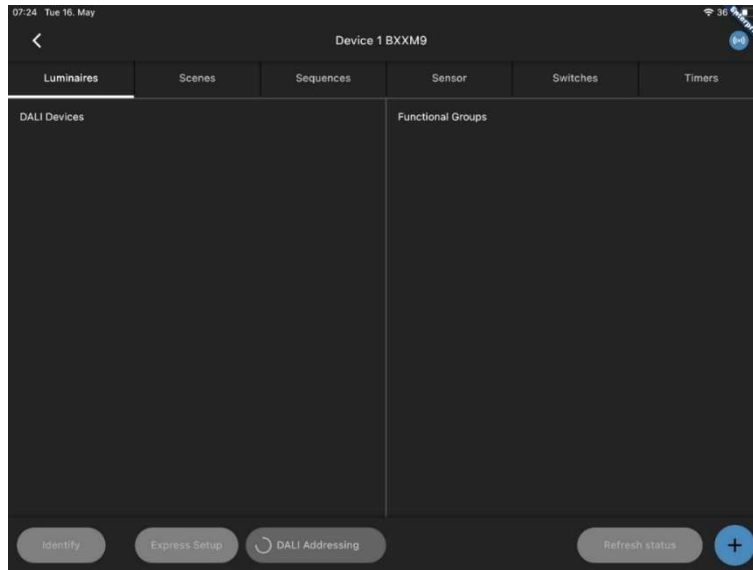 07:24 Tue 16. May
36
Enterpri
Device 1 BXXM9
Luminaires
Scenes
Sequences
Sensor
Switches
Timers
DALI Devices
Functional Groups
Identify
Express Setup
DALI Addressing
Refresh status
+